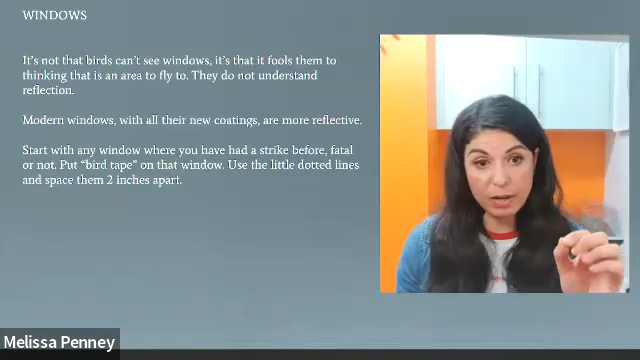 WINDOWS
It's not that birds can't see windows, it's that it fools them to
thinking that is an area to fly to. They do not understand
reflection.
Modern windows, with all their new coatings, are more reflective.
Start with any window where you have had a strike before, fatal
or not. Put “bird tape” on that window. Use the little dotted lines
and space them 2 inches apart.
Melissa Penney